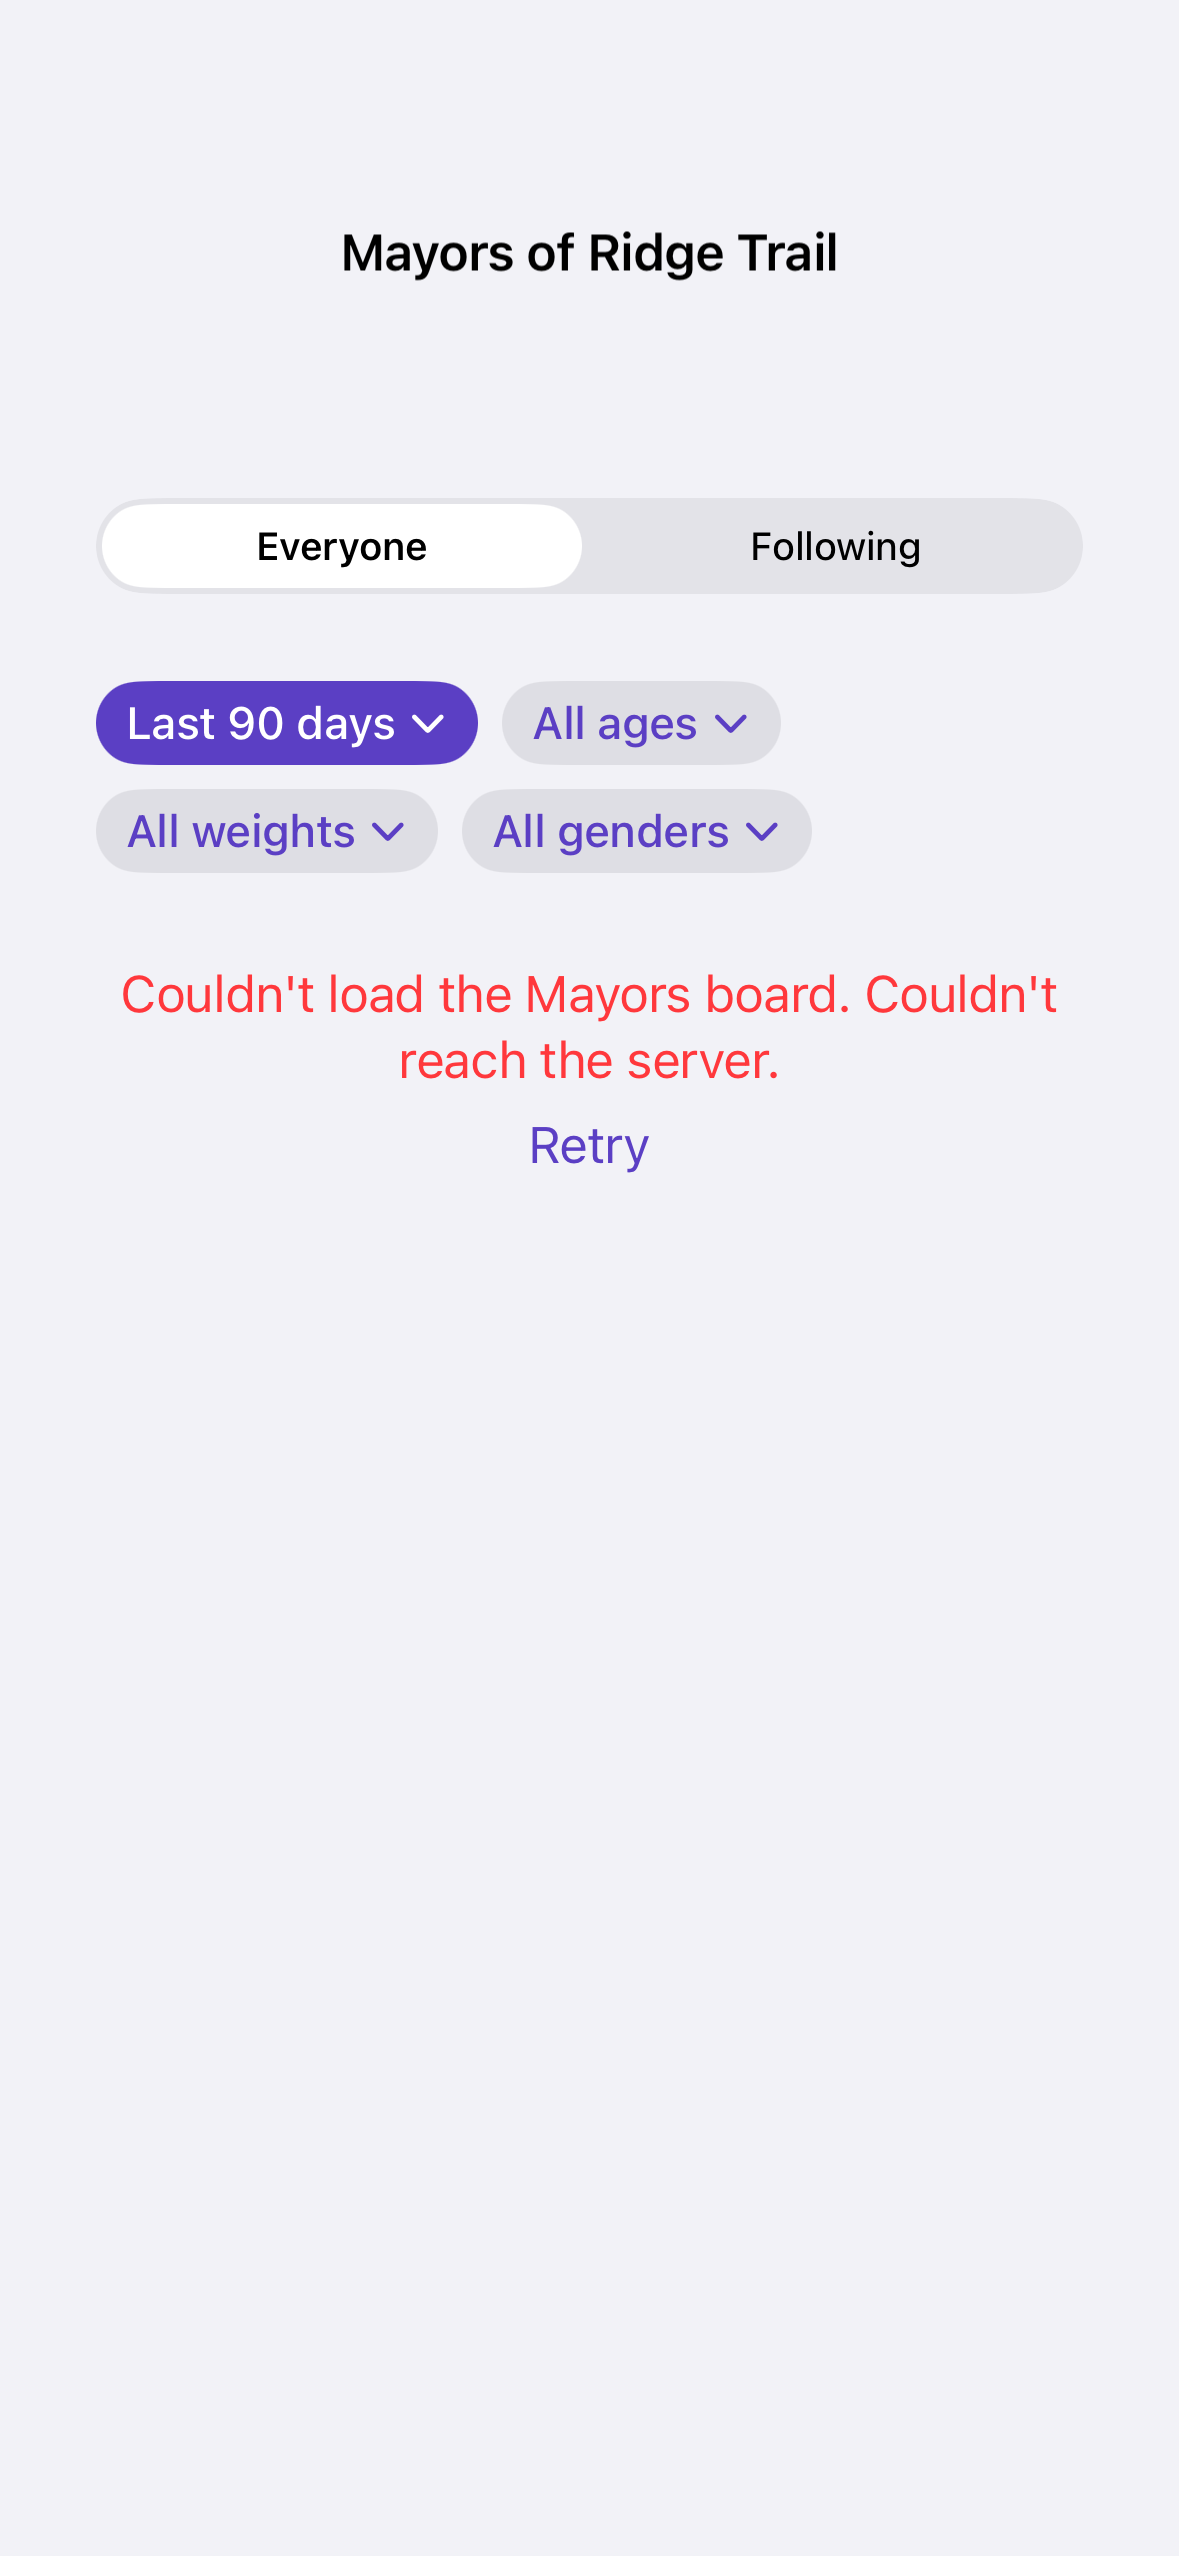 Mayors of Ridge Trail
Everyone
Following
Last 90 days
All ages
All weights
All genders
Couldn't load the Mayors board. Couldn't
reach the server.
Retry